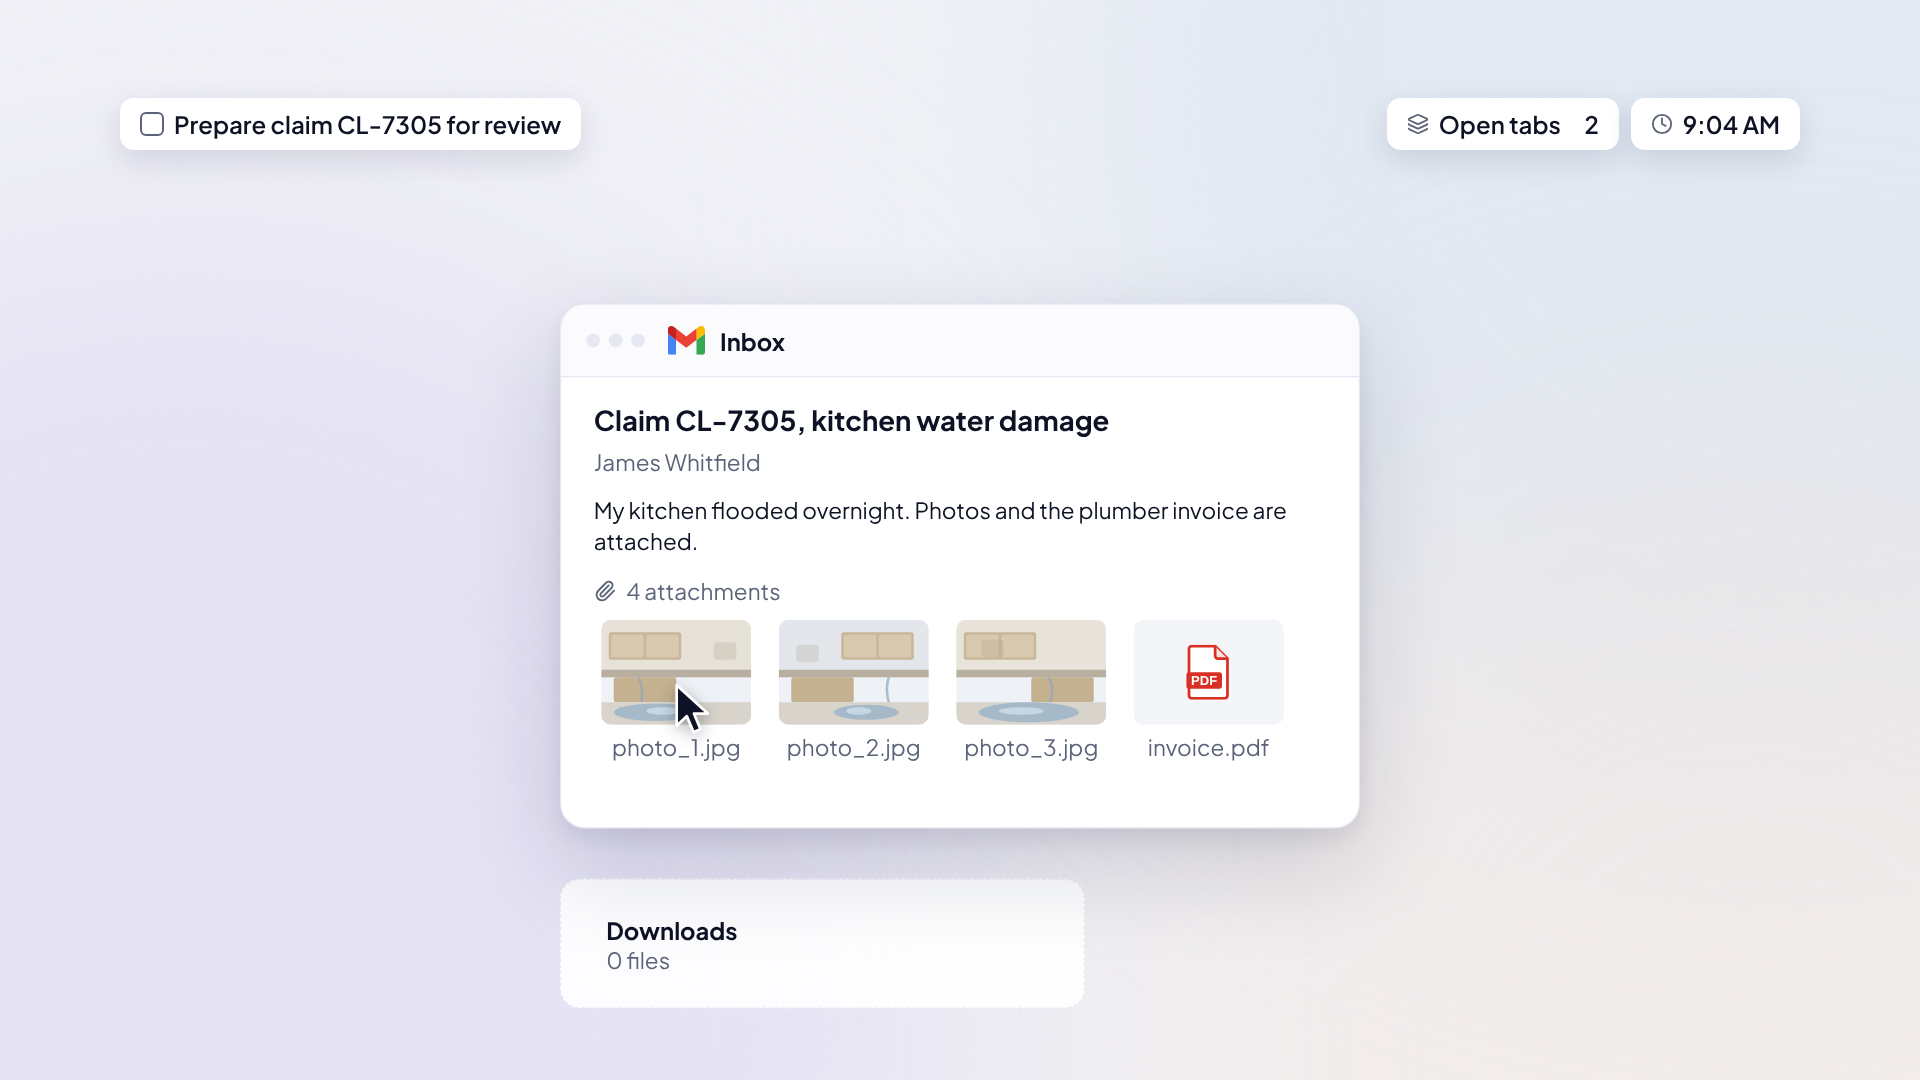 Prepare claim CL-7305 for review
Open tabs 2
9:04 AM
Inbox
Claim CL-7305, kitchen water damage
James Whitfield
My kitchen flooded overnight. Photos and the plumber invoice are
attached.
4 attachments
PDF
photo_1.jpg
photo_2.jpg
photo_3.jpg
invoice.pdf
Downloads
0 files